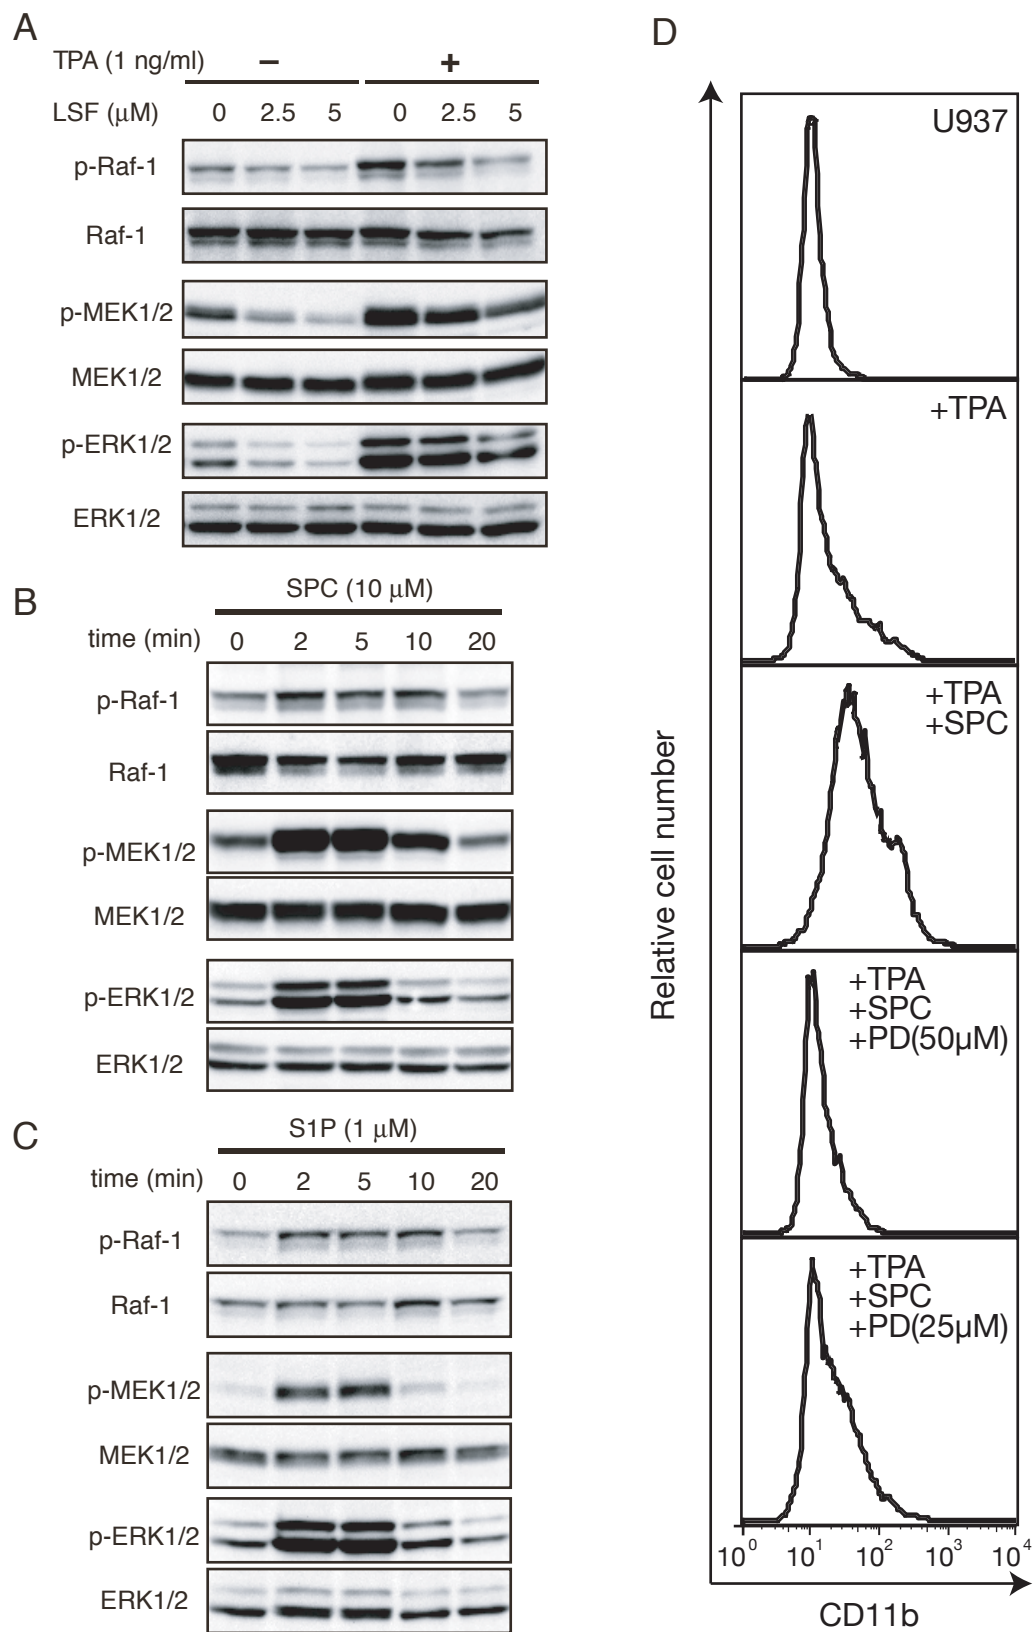 A
TPA (1 ng/ml) − +
LSF (μM) 0 2.5 5 0 2.5 5
p-Raf-1
Raf-1
p-MEK1/2
MEK1/2
p-ERK1/2
ERK1/2
B
SPC (10 μM)
time (min) 0 2 5 10 20
p-Raf-1
Raf-1
p-MEK1/2
MEK1/2
p-ERK1/2
ERK1/2
C
S1P (1 μM)
time (min) 0 2 5 10 20
p-Raf-1
Raf-1
p-MEK1/2
MEK1/2
p-ERK1/2
ERK1/2
D
Relative cell number
U937
+TPA
+TPA
+SPC
+TPA
+SPC
+PD(50μM)
+TPA
+SPC
+PD(25μM)
10⁰ 10¹ 10² 10³ 10⁴
CD11b